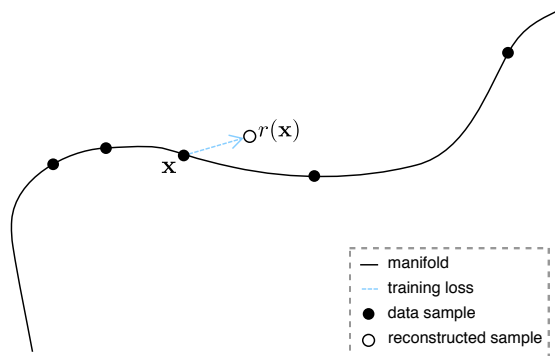 r(x)
x
manifold
training loss
data sample
reconstructed sample